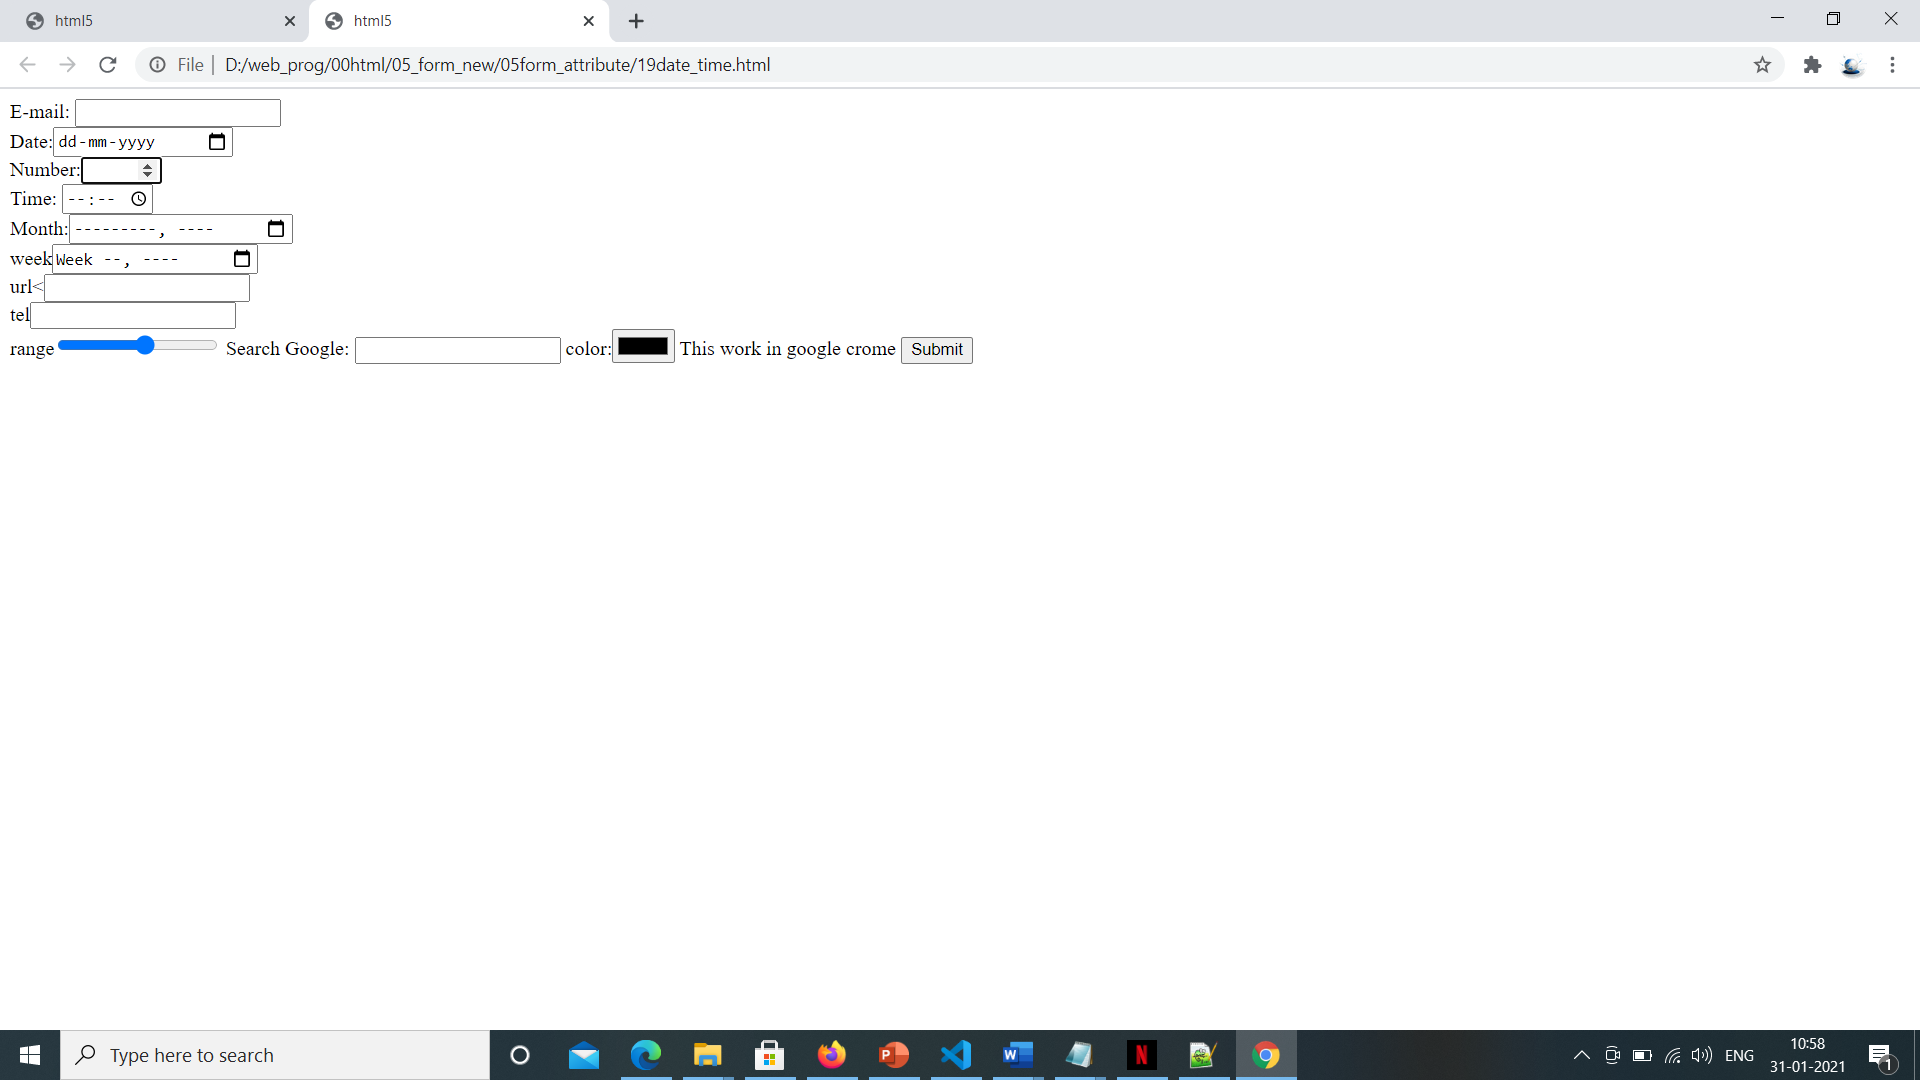 html5
html5
File | D:/web_prog/00html/05_form_new/05form_attribute/19date_time.html
E-mail:
Date: dd-mm-yyyy
Number:
Time: --:--
Month: ---------, ----
week Week --, ----
url<
tel
range Search Google: color: This work in google crome Submit
Type here to search
P
W
N
ENG
10:58
31-01-2021
1